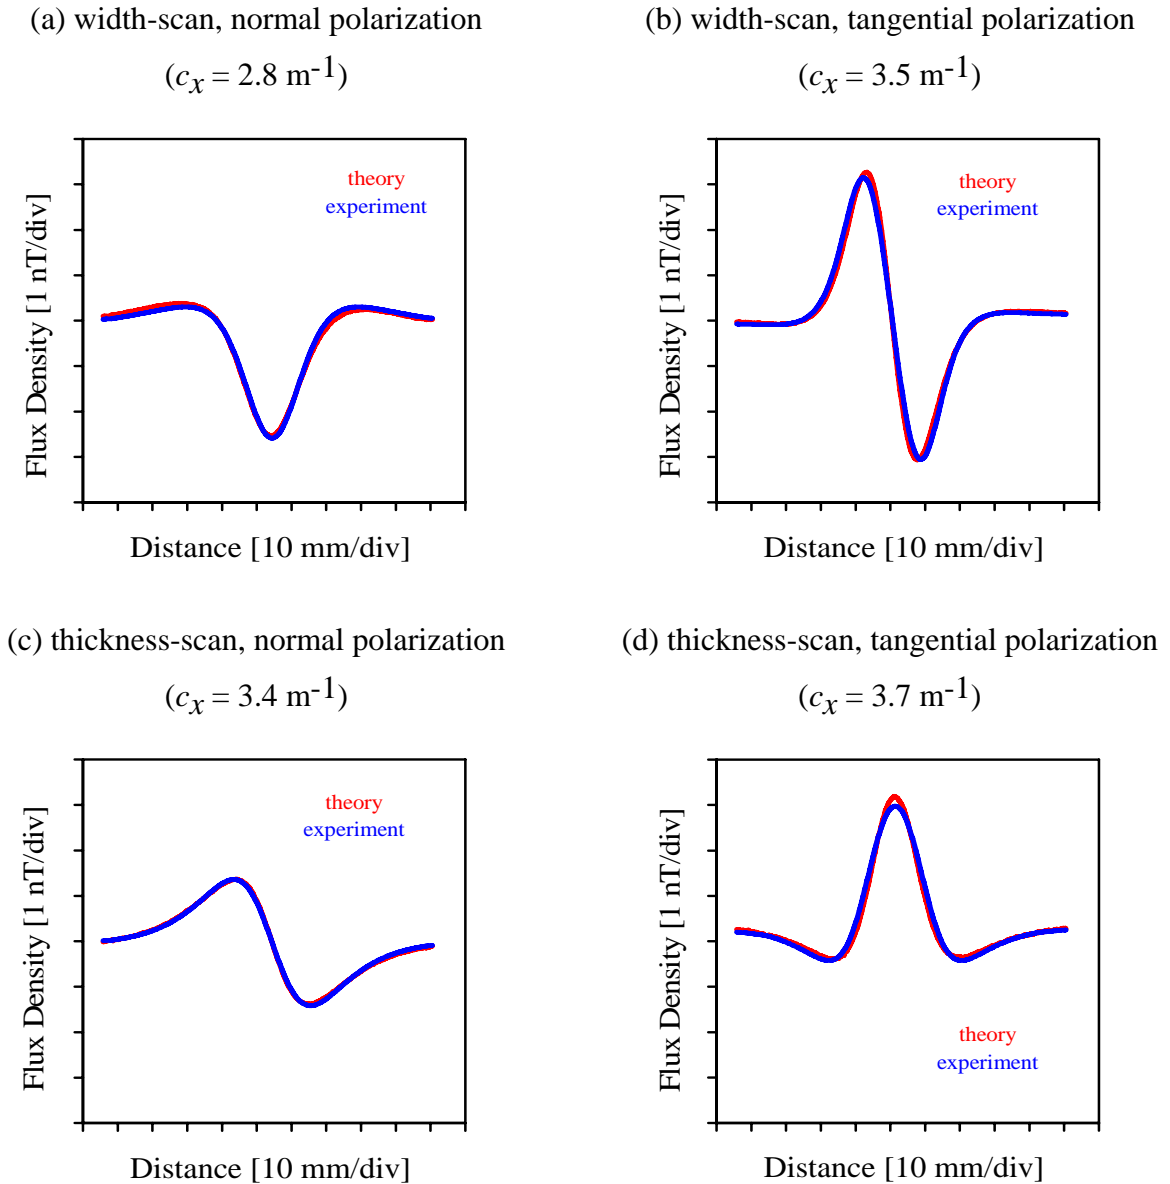 (a) width-scan, normal polarization
(cₓ = 2.8 m⁻¹)
theory
experiment
Flux Density [1 nT/div]
Distance [10 mm/div]
(b) width-scan, tangential polarization
(cₓ = 3.5 m⁻¹)
theory
experiment
Flux Density [1 nT/div]
Distance [10 mm/div]
(c) thickness-scan, normal polarization
(cₓ = 3.4 m⁻¹)
theory
experiment
Flux Density [1 nT/div]
Distance [10 mm/div]
(d) thickness-scan, tangential polarization
(cₓ = 3.7 m⁻¹)
theory
experiment
Flux Density [1 nT/div]
Distance [10 mm/div]